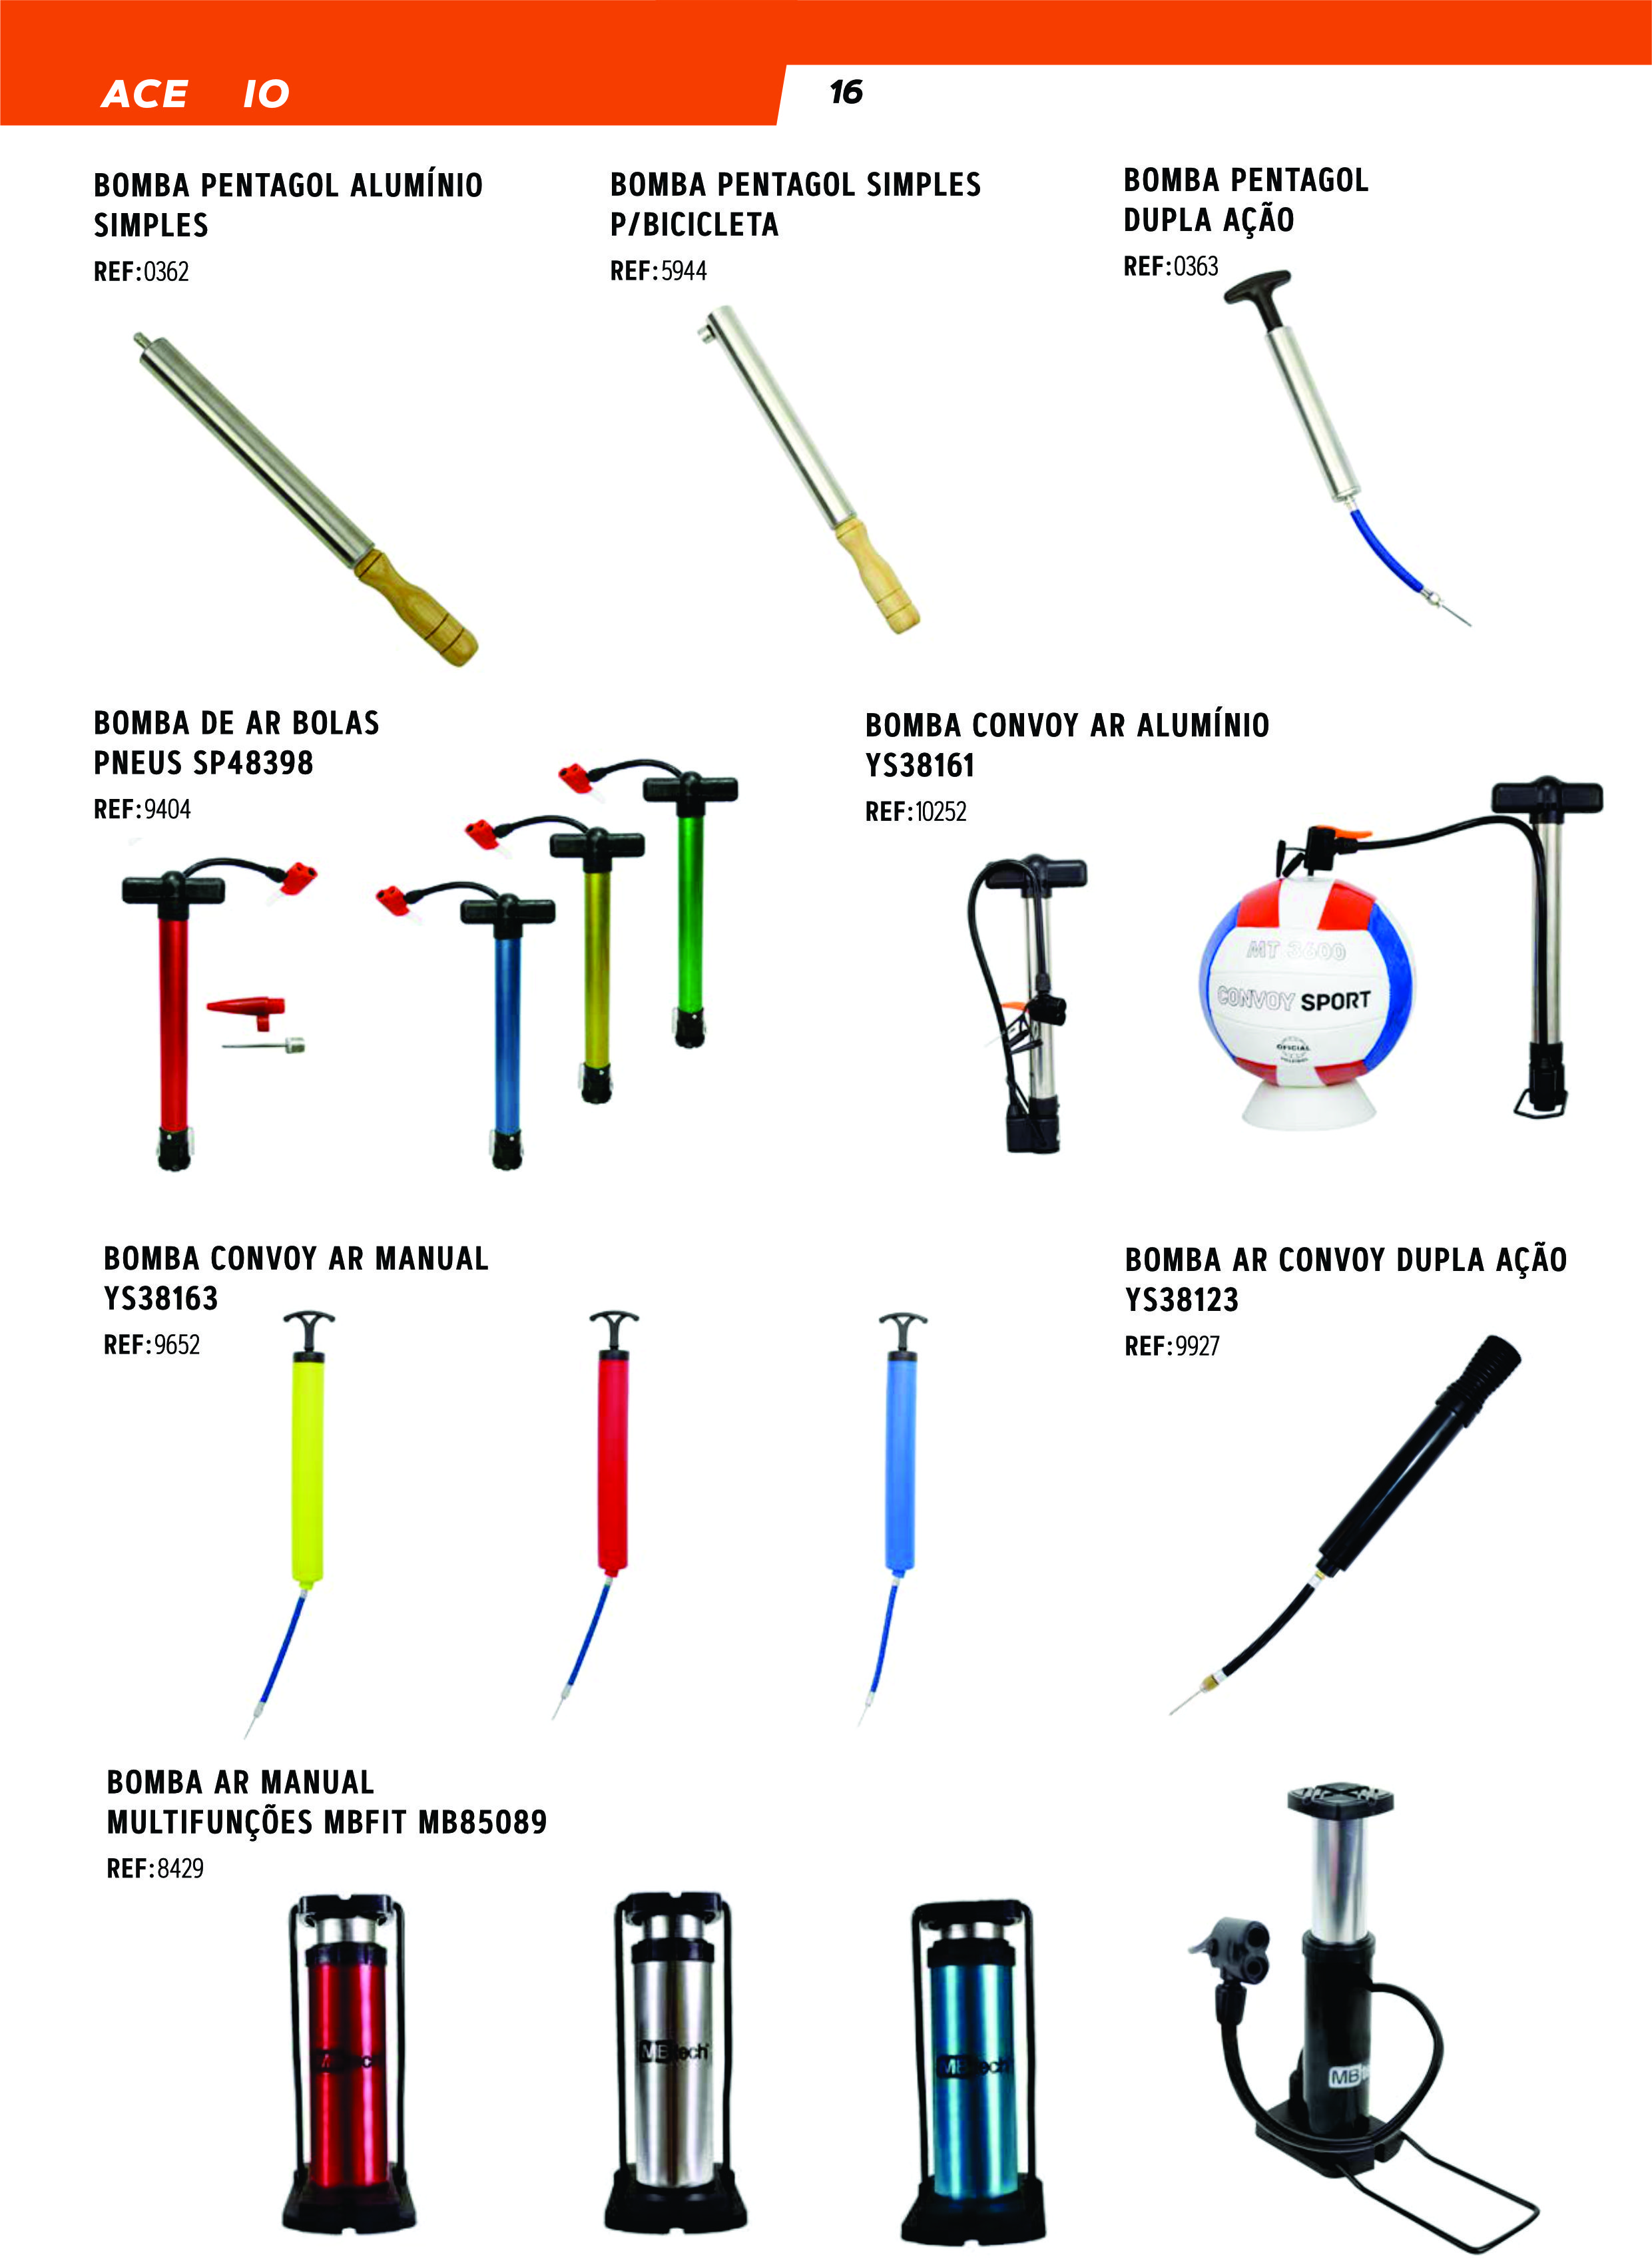 ACE IO
16
BOMBA PENTAGOL ALUMÍNIO
SIMPLES
REF:0362
BOMBA PENTAGOL SIMPLES
P/BICICLETA
REF:5944
BOMBA PENTAGOL
DUPLA AÇÃO
REF:0363
BOMBA DE AR BOLAS
PNEUS SP48398
REF:9404
BOMBA CONVOY AR ALUMÍNIO
YS38161
REF:10252
MT 3600
CONVOY SPORT
OFICIAL
BOMBA CONVOY AR MANUAL
YS38163
REF:9652
BOMBA AR CONVOY DUPLA AÇÃO
YS38123
REF:9927
BOMBA AR MANUAL
MULTIFUNÇÕES MBFIT MB85089
REF:8429
MBtech
MBtech
MBtech
MB